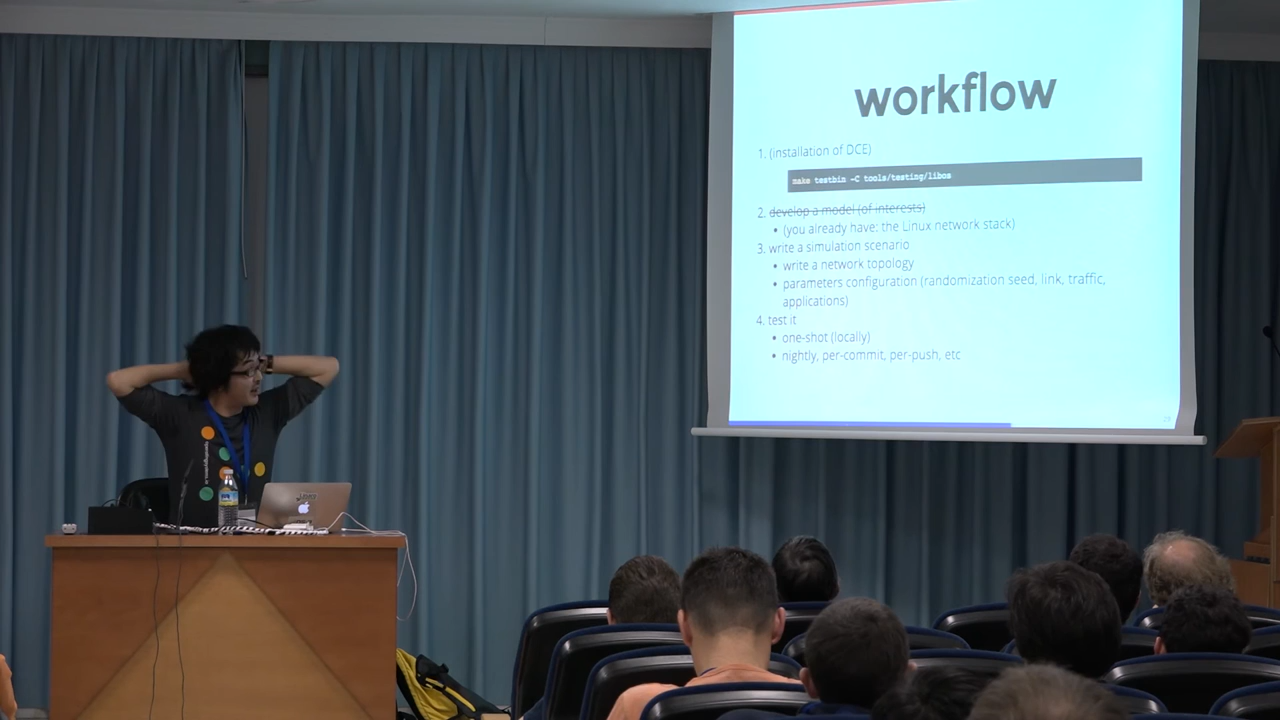 workflow
1. (installation of DCE)
make testbin -C tools/testing/libos
2. develop a model (of interests)
• (you already have: the Linux network stack)
3. write a simulation scenario
• write a network topology
• parameters configuration (randomization seed, link, traffic,
applications)
4. test it
• one-shot (locally)
• nightly, per-commit, per-push, etc
29